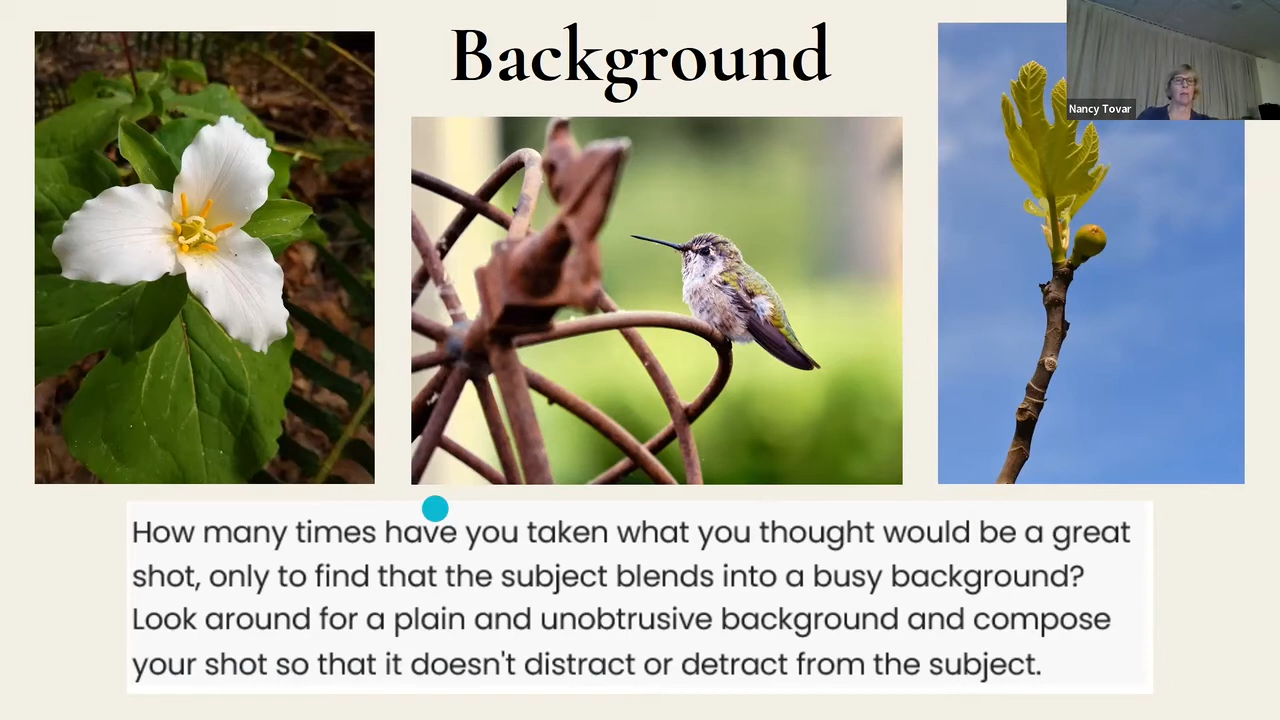 Background
Nancy Tovar
How many times have you taken what you thought would be a great
shot, only to find that the subject blends into a busy background?
Look around for a plain and unobtrusive background and compose
your shot so that it doesn't distract or detract from the subject.